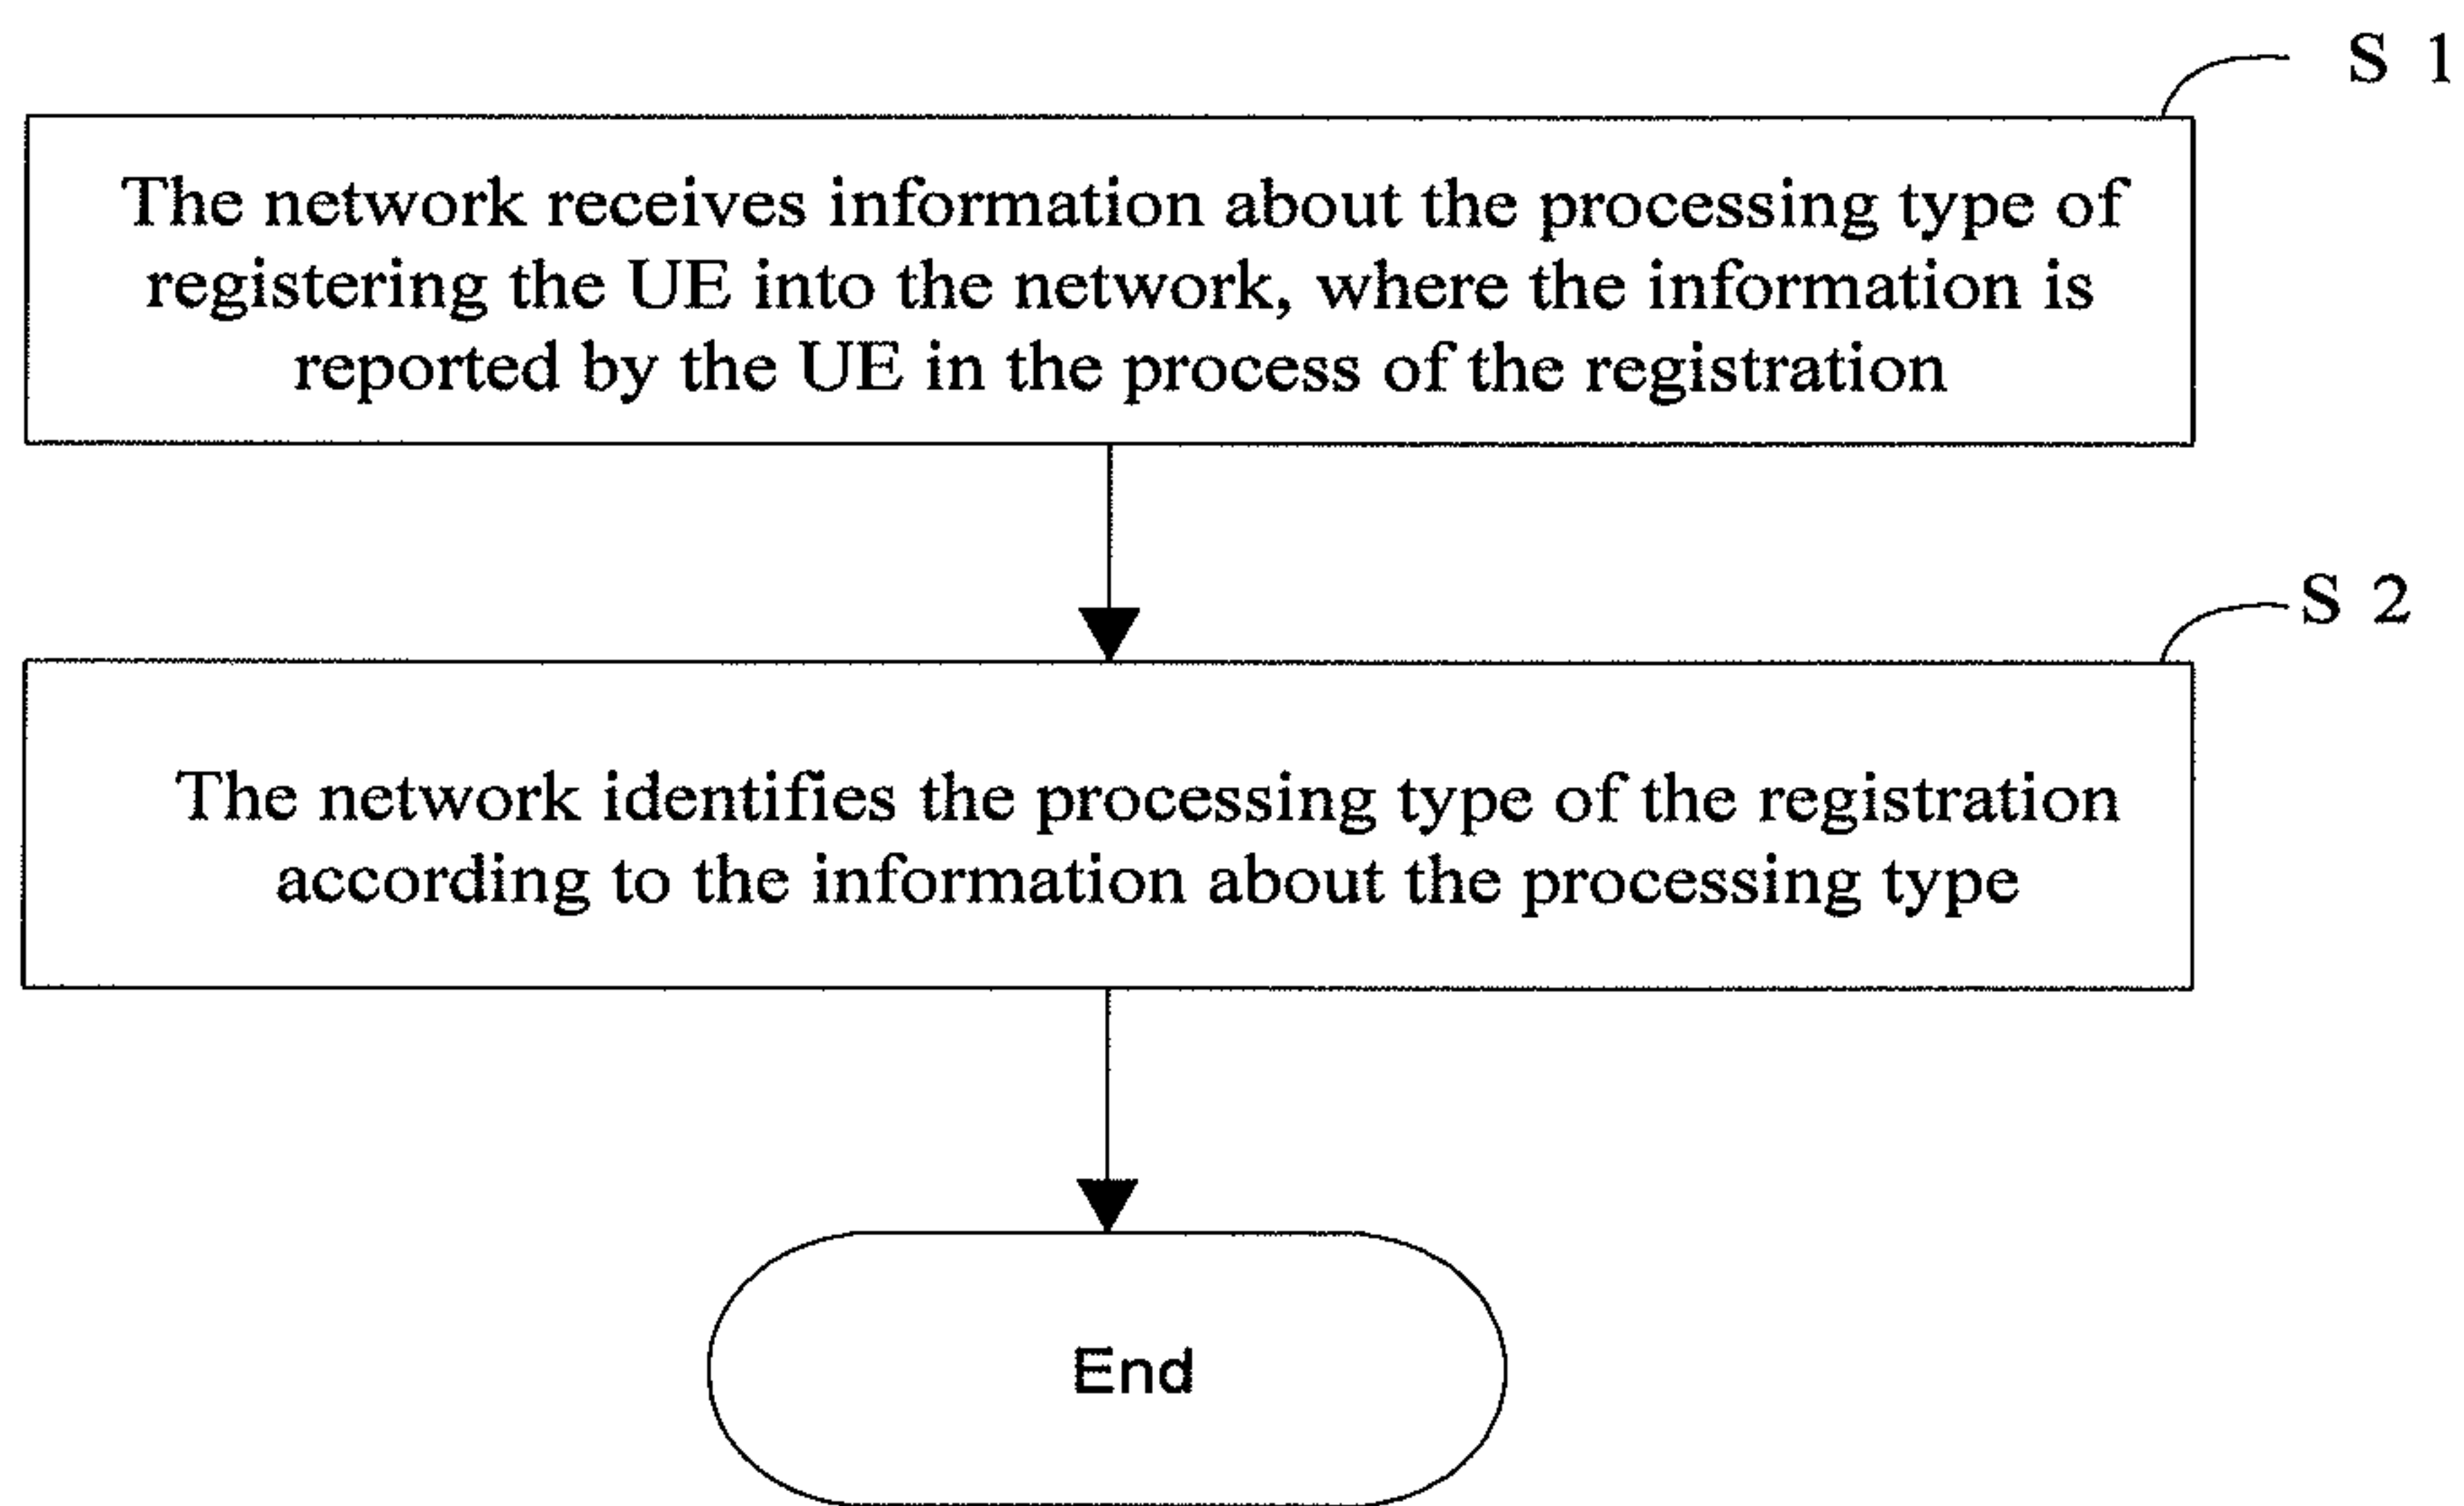 S 1
The network receives information about the processing type of
registering the UE into the network, where the information is
reported by the UE in the process of the registration
S 2
The network identifies the processing type of the registration
according to the information about the processing type
End